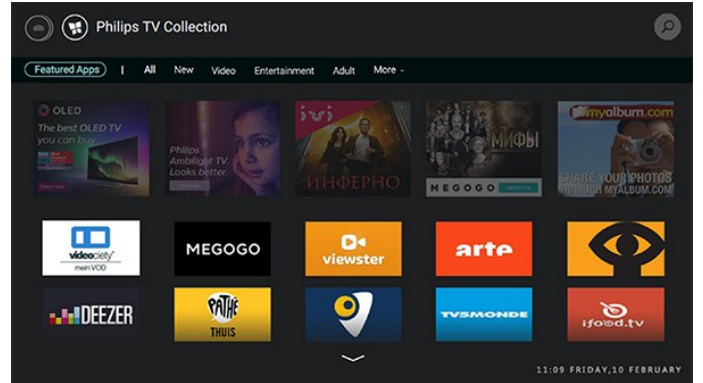 Philips TV Collection
Featured Apps | All New Video Entertainment Adult More
OLED
The best OLED TV
you can buy
Philips
Ambilight TV.
Looks better.
ivi
ИНФЕРНО
МИФЫ
MEGOGO
myalbum.com
SHARE YOUR PHOTOS
THROUGH MYALBUM.COM
videociety
mein VOD
MEGOGO
viewster
arte
DEEZER
PATHÉ
THUIS
TV5MONDE
ifood.tv
11:09 FRIDAY,10 FEBRUARY